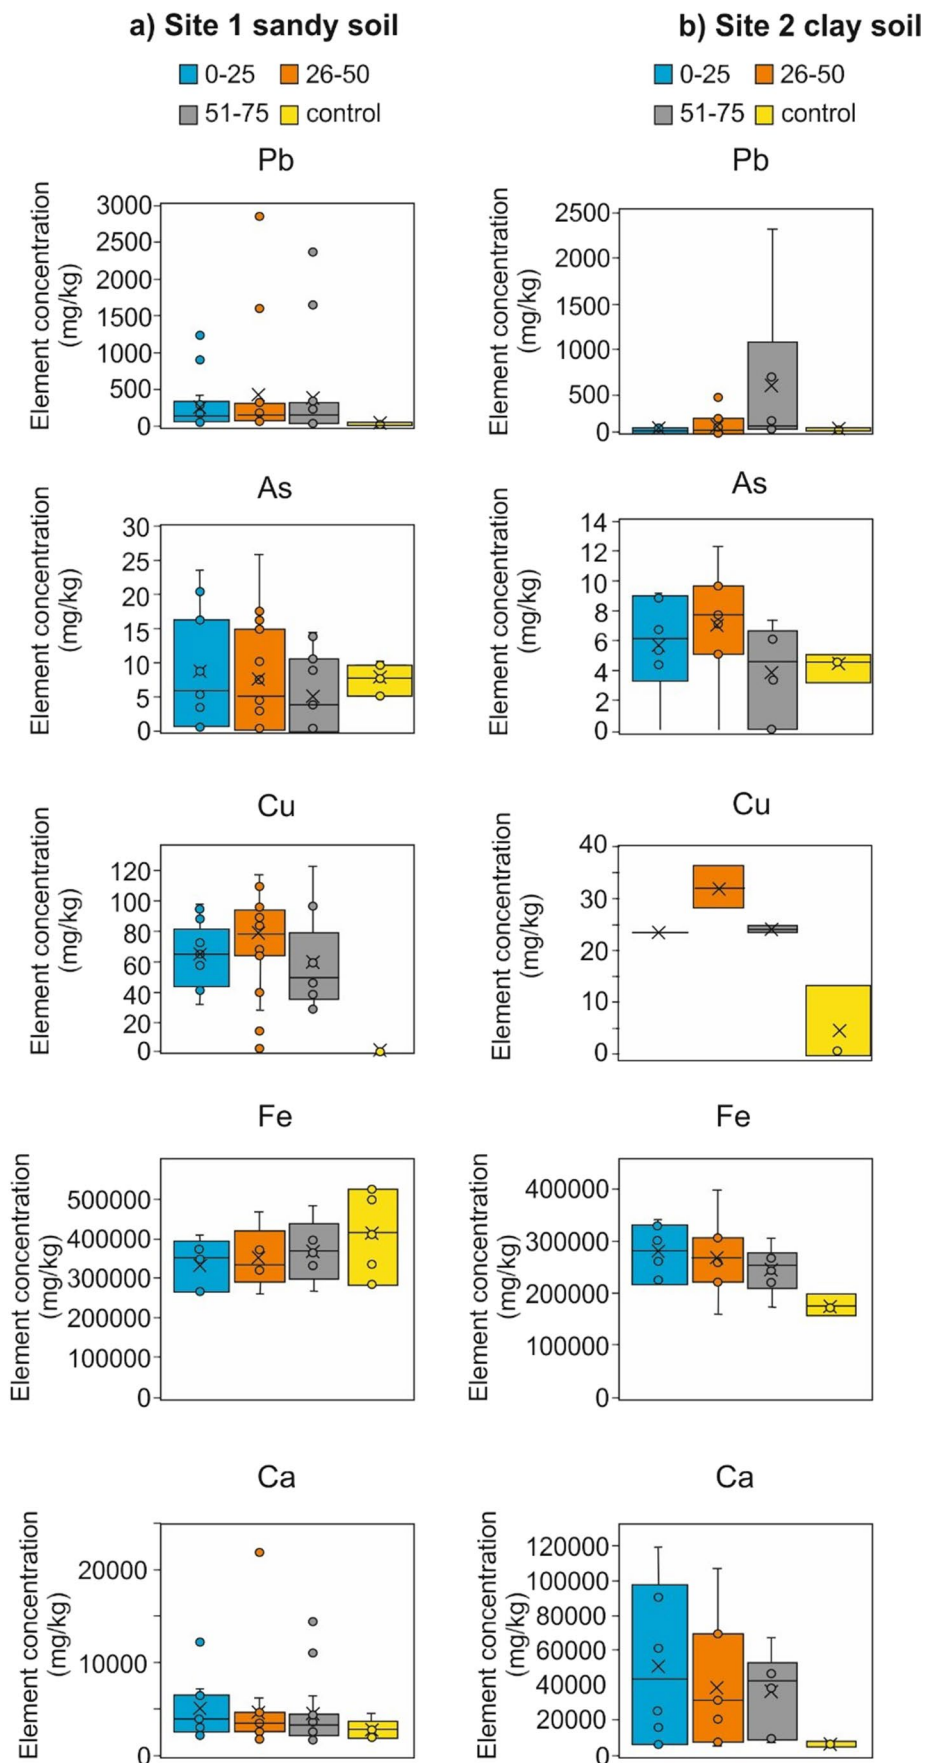 a) Site 1 sandy soil
0-25 26-50
51-75 control
b) Site 2 clay soil
0-25 26-50
51-75 control
Pb
Element concentration
(mg/kg)
3000
2500
2000
1500
1000
500
0
Pb
Element concentration
(mg/kg)
2500
2000
1500
1000
500
0
As
Element concentration
(mg/kg)
30
25
20
15
10
5
0
As
Element concentration
(mg/kg)
14
12
10
8
6
4
2
0
Cu
Element concentration
(mg/kg)
120
100
80
60
40
20
0
Cu
Element concentration
(mg/kg)
40
30
20
10
0
Fe
Element concentration
(mg/kg)
500000
400000
300000
200000
100000
0
Fe
Element concentration
(mg/kg)
400000
300000
200000
100000
0
Ca
Element concentration
(mg/kg)
20000
10000
0
Ca
Element concentration
(mg/kg)
120000
100000
80000
60000
40000
20000
0